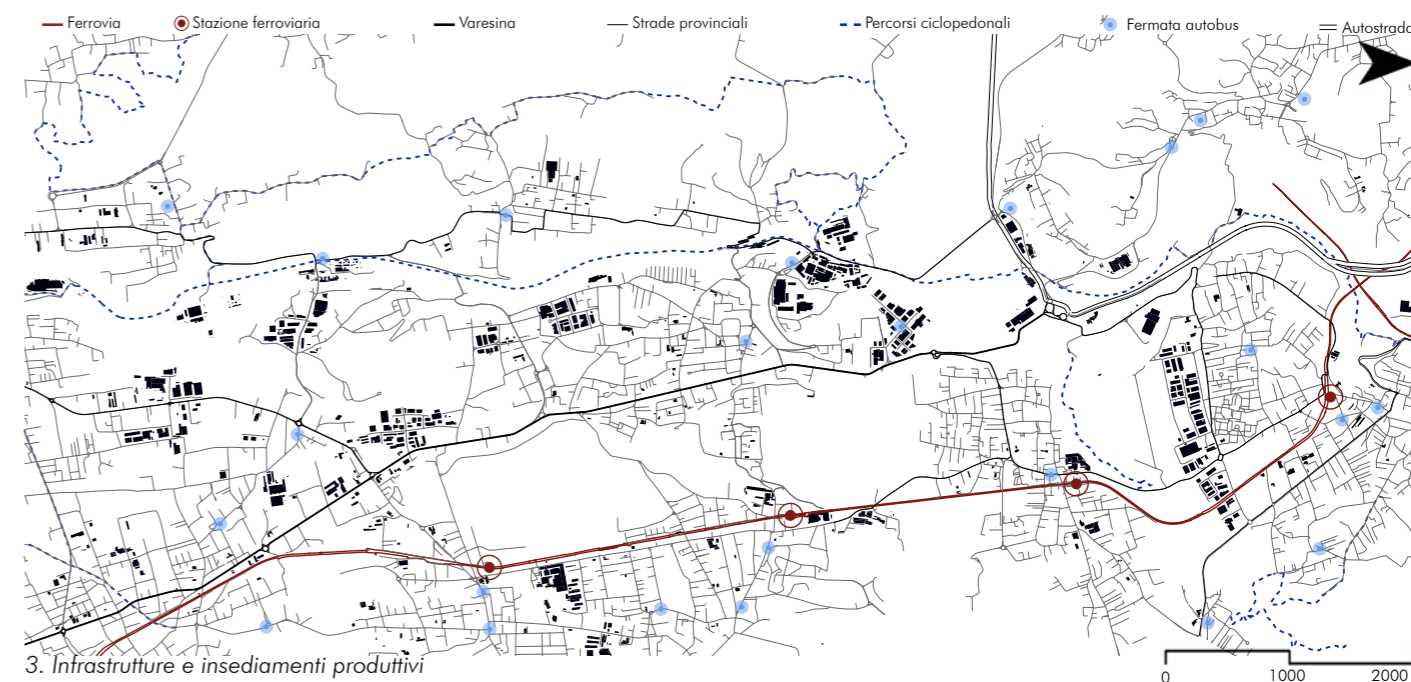 Ferrovia Stazione ferroviaria Varesina Strade provinciali Percorsi ciclopedonali Fermata autobus Autostrada
3. Infrastrutture e insediamenti produttivi
0 1000 2000